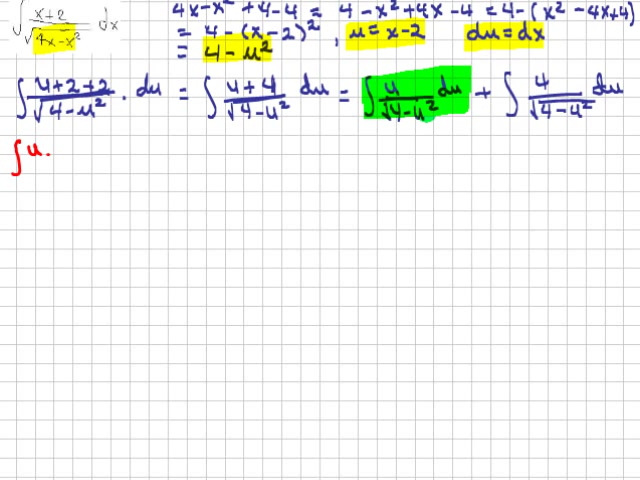 ∫ x+2 / √4x-x² dx
4x-x²+4-4 = 4-x²+4x-4 = 4-(x²-4x+4)
= 4-(x-2)² , u=x-2 du=dx
= 4-u²
∫ u+2+2 / √4-u² · du = ∫ u+4 / √4-u² du = ∫ u / √4-u² du + ∫ 4 / √4-u² du
∫ u.